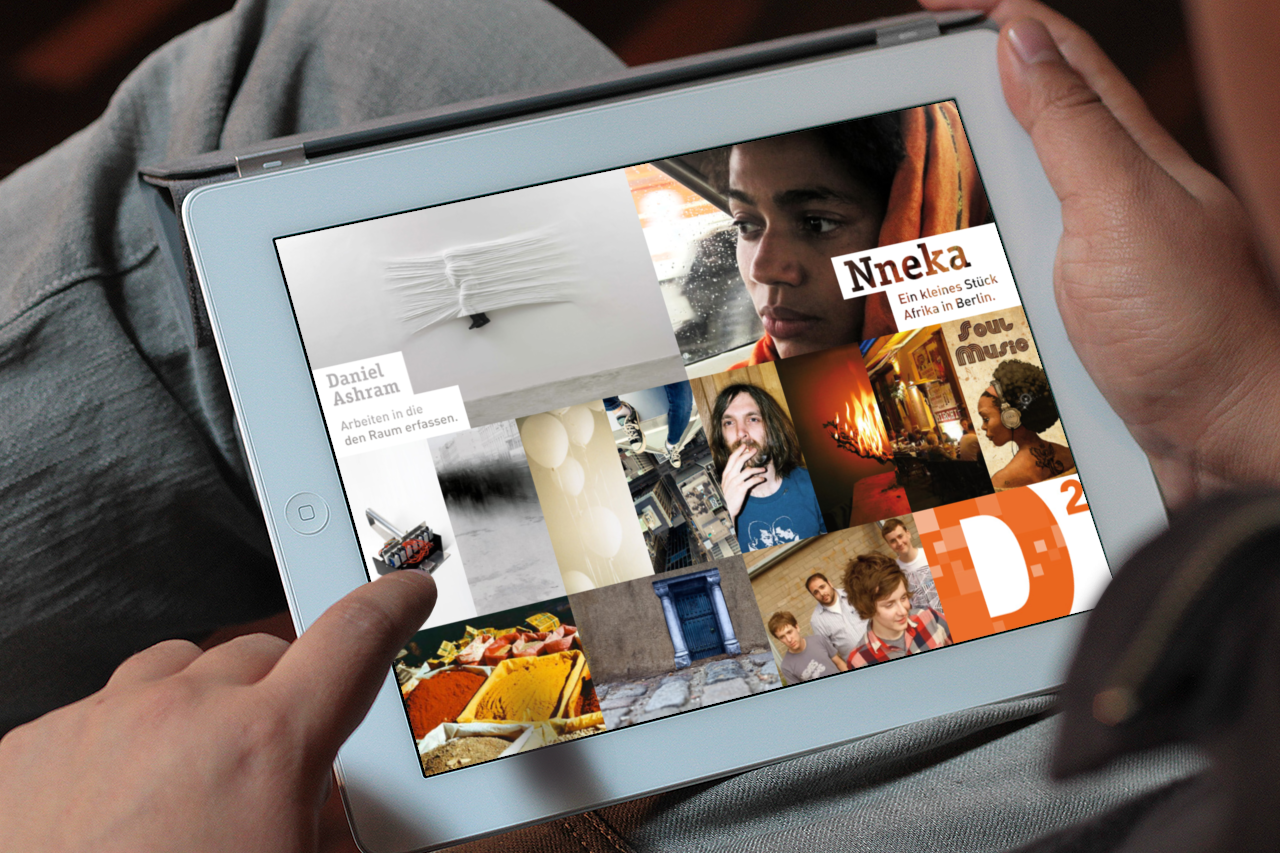 Daniel
Ashram
Arbeiten in die
den Raum erfassen.
Nneka
Ein kleines Stück
Afrika in Berlin.
SOUL
MUSIC
D²